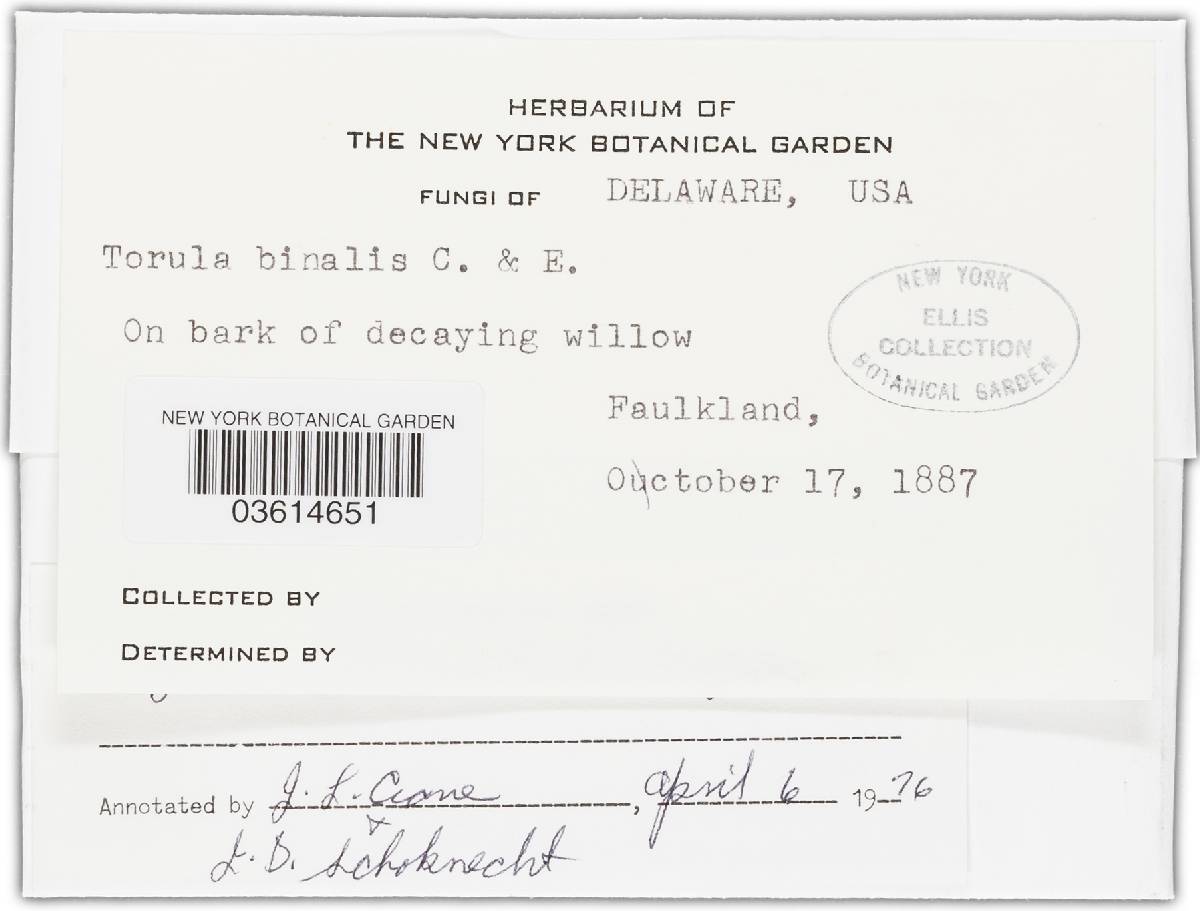 HERBARIUM OF
THE NEW YORK BOTANICAL GARDEN
FUNGI OF DELAWARE, USA
Torula binalis C. & E.
On bark of decaying willow
NEW YORK
ELLIS
COLLECTION
BOTANICAL GARDEN
Faulkland,
NEW YORK BOTANICAL GARDEN
03614651
October 17, 1887
COLLECTED BY
DETERMINED BY
Annotated by J. L. Crane, April 6 1976
& J. D. Schoknecht